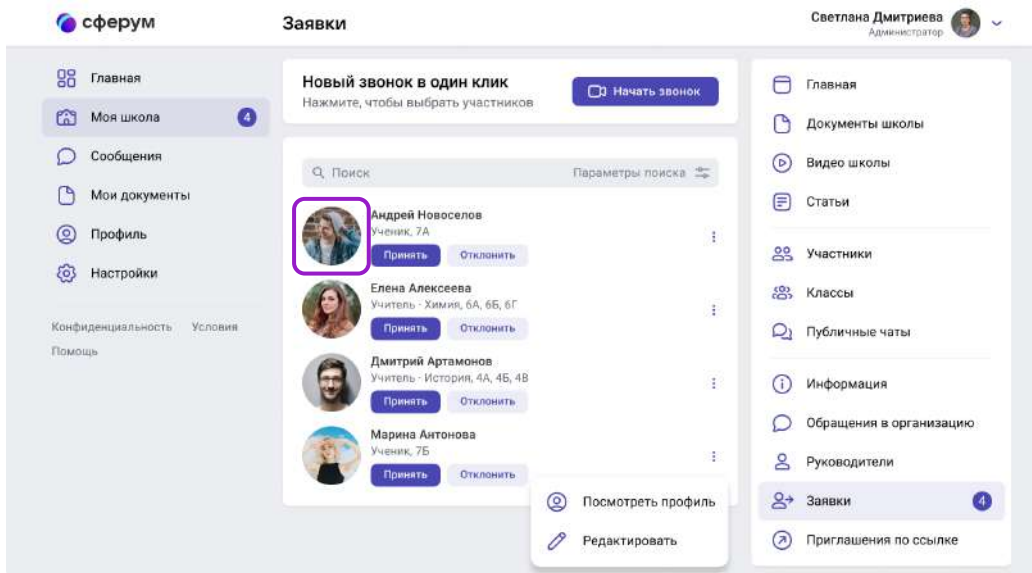 сферум
Заявки
Светлана Дмитриева
Администратор
Главная
Моя школа 4
Сообщения
Мои документы
Профиль
Настройки
Конфиденциальность Условия
Помощь
Новый звонок в один клик
Нажмите, чтобы выбрать участников
Начать звонок
Поиск Параметры поиска
Андрей Новоселов
Ученик, 7А
Принять Отклонить
Елена Алексеева
Учитель - Химия, 6А, 6Б, 6Г
Принять Отклонить
Дмитрий Артамонов
Учитель - История, 4А, 4Б, 4В
Принять Отклонить
Марина Антонова
Ученик, 7Б
Принять Отклонить
Посмотреть профиль
Редактировать
Главная
Документы школы
Видео школы
Статьи
Участники
Классы
Публичные чаты
Информация
Обращения в организацию
Руководители
Заявки 4
Приглашения по ссылке